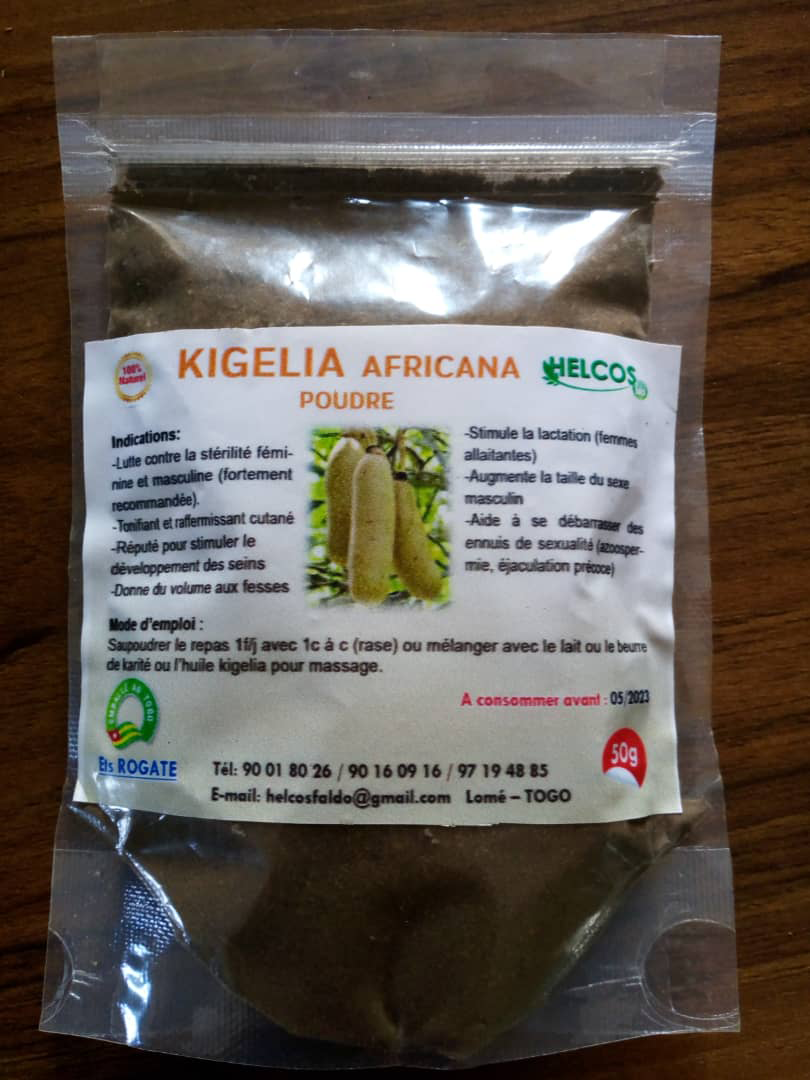 100%
Naturel
KIGELIA AFRICANA
POUDRE
HELCOS
Indications:
-Lutte contre la stérilité fémi-
nine et masculine (fortement
recommandée).
-Tonifiant et raffermissant cutané
-Réputé pour stimuler le
développement des seins
-Donne du volume aux fesses
-Stimule la lactation (femmes
allaitantes)
-Augmente la taille du sexe
masculin
-Aide à se débarrasser des
ennuis de sexualité (azoosper-
mie, éjaculation précoce)
Mode d'emploi :
Saupoudrer le repas 1f/j avec 1c à c (rase) ou mélanger avec le lait ou le beurre
de karité ou l'huile kigelia pour massage.
A consommer avant : 05/2023
EMBALLÉ AU TOGO
Ets ROGATE
50g
Tél: 90 01 80 26 / 90 16 09 16 / 97 19 48 85
E-mail: helcosfaldo@gmail.com Lomé – TOGO